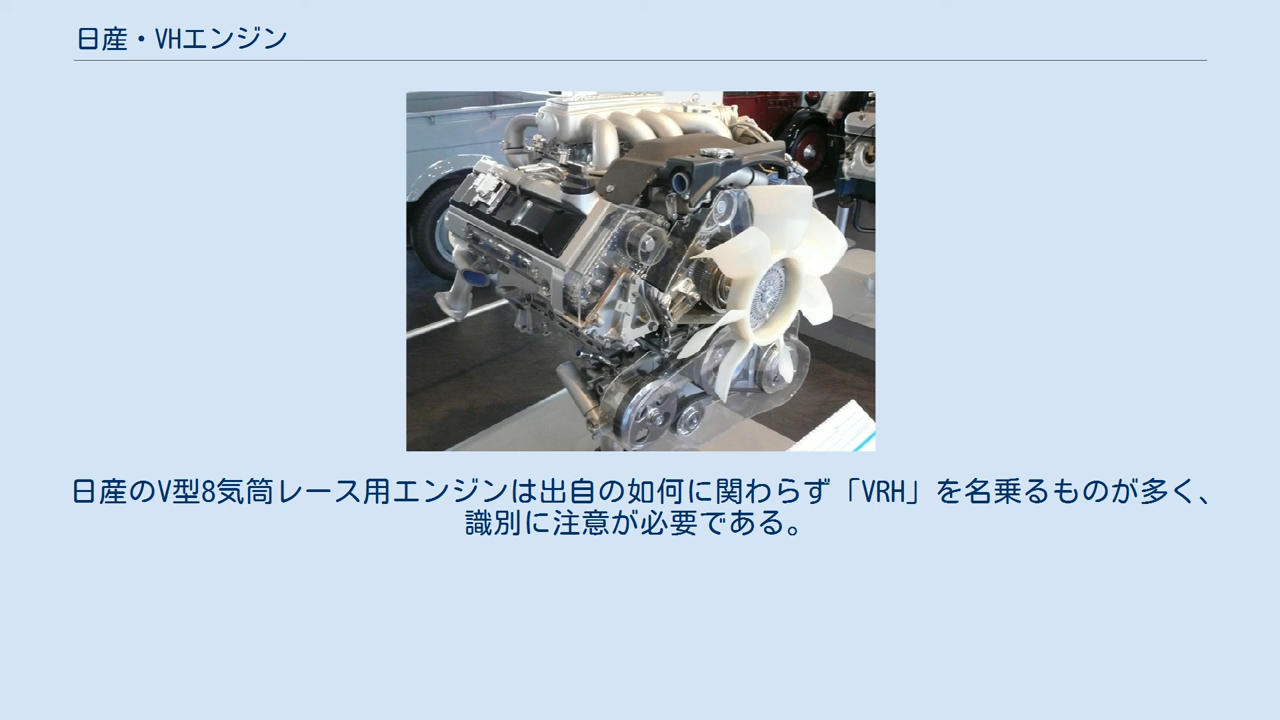 日産・VHエンジン
日産のV型8気筒レース用エンジンは出自の如何に関わらず「VRH」を名乗るものが多く、
識別に注意が必要である。